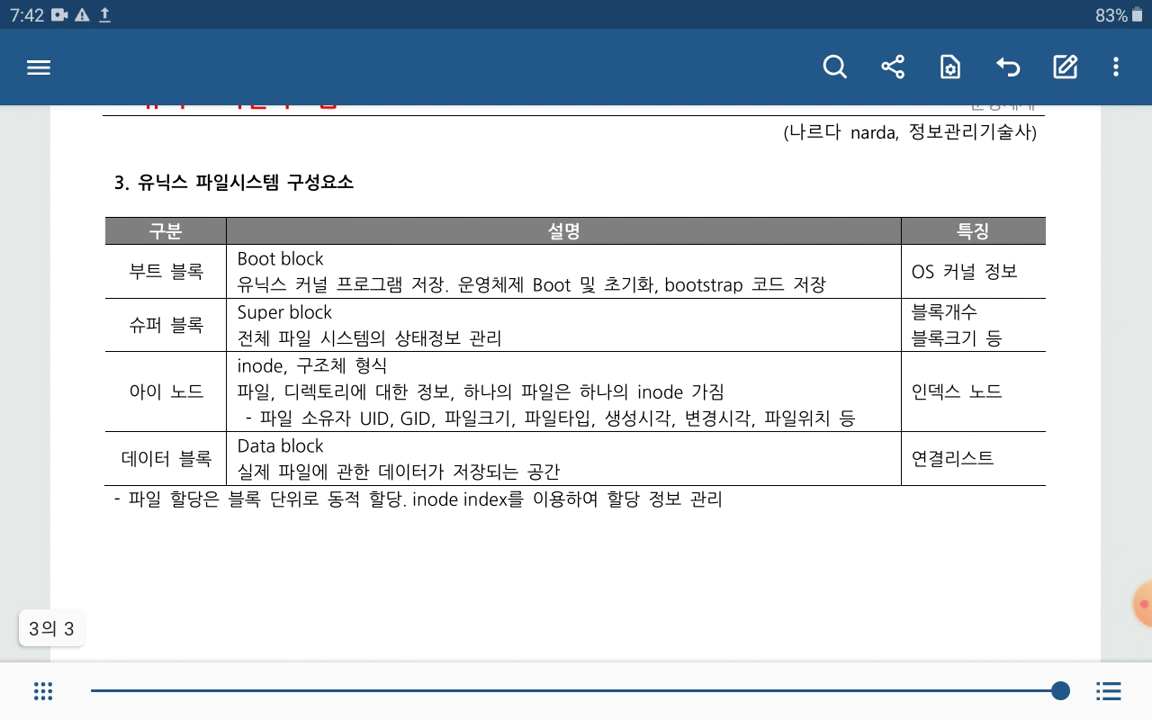 7:42
83%
(나르다 narda, 정보관리기술사)
3. 유닉스 파일시스템 구성요소
구분 설명 특징
부트 블록
Boot block
유닉스 커널 프로그램 저장. 운영체제 Boot 및 초기화, bootstrap 코드 저장
OS 커널 정보
슈퍼 블록
Super block
전체 파일 시스템의 상태정보 관리
블록개수
블록크기 등
아이 노드
inode, 구조체 형식
파일, 디렉토리에 대한 정보, 하나의 파일은 하나의 inode 가짐
- 파일 소유자 UID, GID, 파일크기, 파일타입, 생성시각, 변경시각, 파일위치 등
인덱스 노드
데이터 블록
Data block
실제 파일에 관한 데이터가 저장되는 공간
연결리스트
- 파일 할당은 블록 단위로 동적 할당. inode index를 이용하여 할당 정보 관리
3의 3